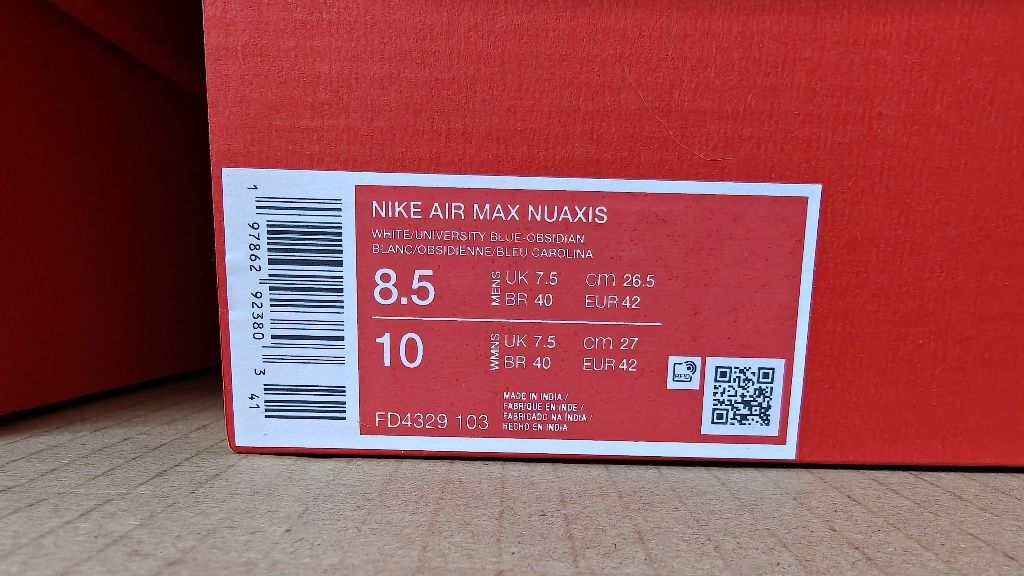 NIKE AIR MAX NUAXIS
WHITE/UNIVERSITY BLUE-OBSIDIAN
BLANC/OBSIDIENNE/BLEU CAROLINA
8.5 MENS UK 7.5 cm 26.5
BR 40 EUR 42
10 WMNS UK 7.5 cm 27
BR 40 EUR 42
RFID
MADE IN INDIA /
FABRIQUE EN INDE /
FABRICADO NA ÍNDIA /
HECHO EN INDIA
FD4329 103
1 97862 92380 3 41